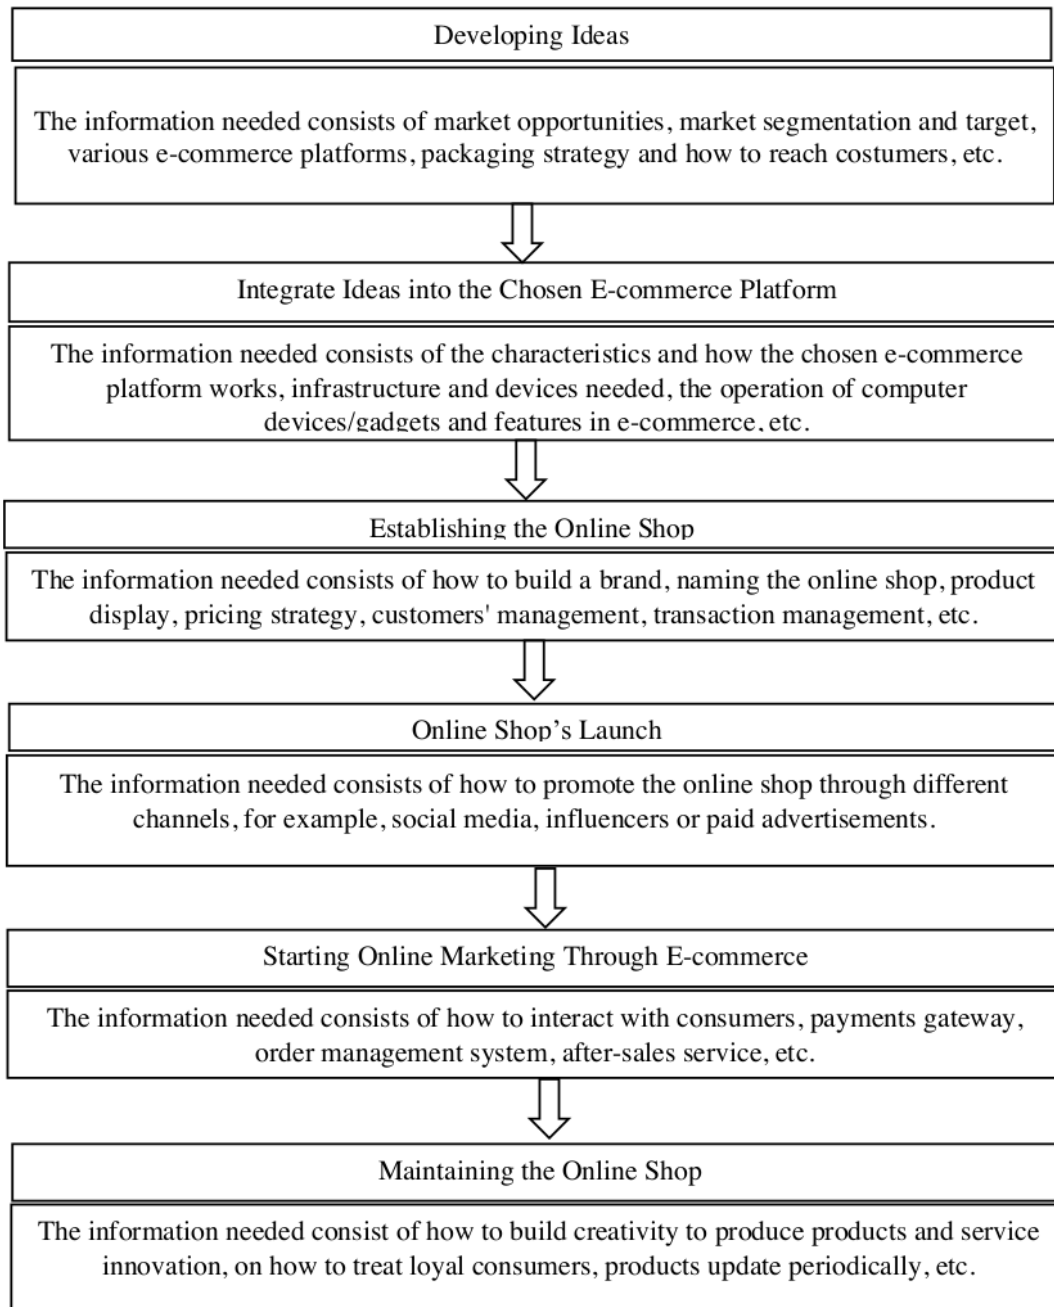 Developing Ideas
The information needed consists of market opportunities, market segmentation and target,
various e-commerce platforms, packaging strategy and how to reach costumers, etc.
Integrate Ideas into the Chosen E-commerce Platform
The information needed consists of the characteristics and how the chosen e-commerce
platform works, infrastructure and devices needed, the operation of computer
devices/gadgets and features in e-commerce, etc.
Establishing the Online Shop
The information needed consists of how to build a brand, naming the online shop, product
display, pricing strategy, customers' management, transaction management, etc.
Online Shop’s Launch
The information needed consists of how to promote the online shop through different
channels, for example, social media, influencers or paid advertisements.
Starting Online Marketing Through E-commerce
The information needed consists of how to interact with consumers, payments gateway,
order management system, after-sales service, etc.
Maintaining the Online Shop
The information needed consist of how to build creativity to produce products and service
innovation, on how to treat loyal consumers, products update periodically, etc.